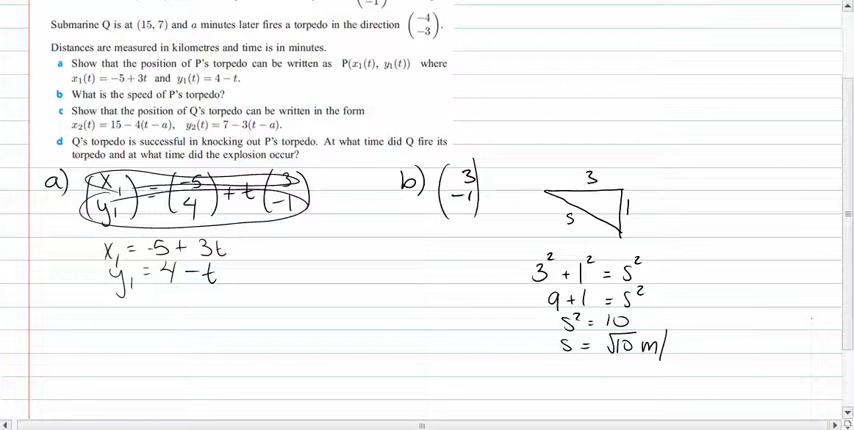 -1
Submarine Q is at (15, 7) and a minutes later fires a torpedo in the direction (-4 -3).
Distances are measured in kilometres and time is in minutes.
a Show that the position of P's torpedo can be written as P(x₁(t), y₁(t)) where
x₁(t) = −5 + 3t and y₁(t) = 4 − t.
b What is the speed of P's torpedo?
c Show that the position of Q's torpedo can be written in the form
x₂(t) = 15 − 4(t − a), y₂(t) = 7 − 3(t − a).
d Q's torpedo is successful in knocking out P's torpedo. At what time did Q fire its
torpedo and at what time did the explosion occur?
a) (x₁ y₁) = (-5 4) + t (3 -1)
x₁ = -5 + 3t
y₁ = 4 - t
b) (3 -1)
3
1
s
3² + 1² = s²
9 + 1 = s²
s² = 10
s = √10 m/